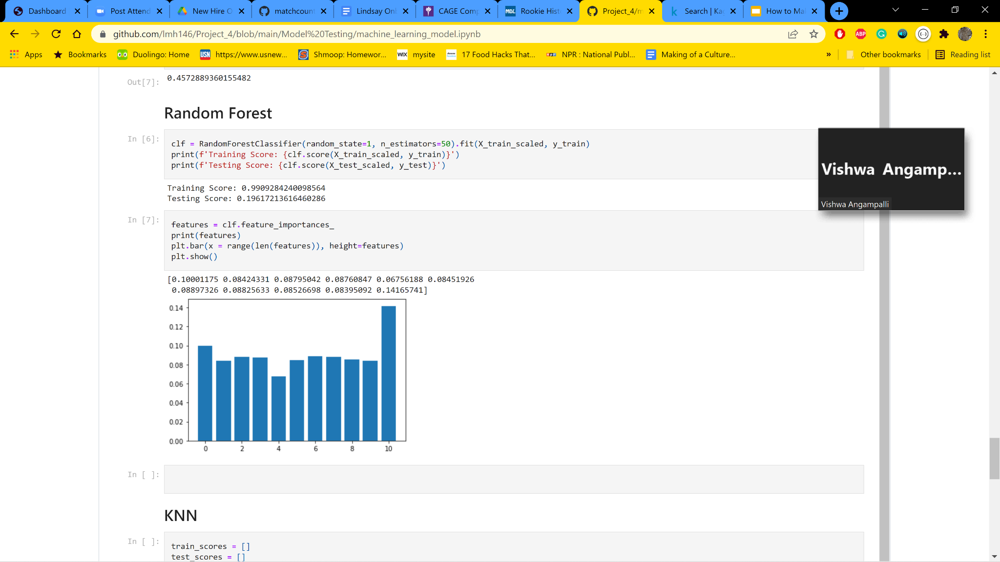 Dashboard
Post Attend
New Hire O
matchcoun
Lindsay Onl
CAGE Comp
MDL Rookie Hist
Project_4/m
k Search | Kag
How to Mak
github.com/lmh146/Project_4/blob/main/Model%20Testing/machine_learning_model.ipynb
ABP
Apps
Bookmarks
Duolingo: Home
USN https://www.usnew...
S Shmoop: Homewor...
WIX mysite
17 Food Hacks That...
npr NPR : National Publ...
Making of a Culture...
»
Other bookmarks
Reading list
Out[7]: 0.4572889360155482
Random Forest
In [6]:
clf = RandomForestClassifier(random_state=1, n_estimators=50).fit(X_train_scaled, y_train)
print(f'Training Score: {clf.score(X_train_scaled, y_train)}')
print(f'Testing Score: {clf.score(X_test_scaled, y_test)}')
Training Score: 0.9909284240098564
Testing Score: 0.19617213616460286
Vishwa Angamp...
Vishwa Angampalli
In [7]:
features = clf.feature_importances_
print(features)
plt.bar(x = range(len(features)), height=features)
plt.show()
[0.10001175 0.08424331 0.08795042 0.08760847 0.06756188 0.08451926
0.08897326 0.08825633 0.08526698 0.08395092 0.14165741]
0.14
0.12
0.10
0.08
0.06
0.04
0.02
0.00
0 2 4 6 8 10
In [ ]:
KNN
In [ ]:
train_scores = []
test_scores = []